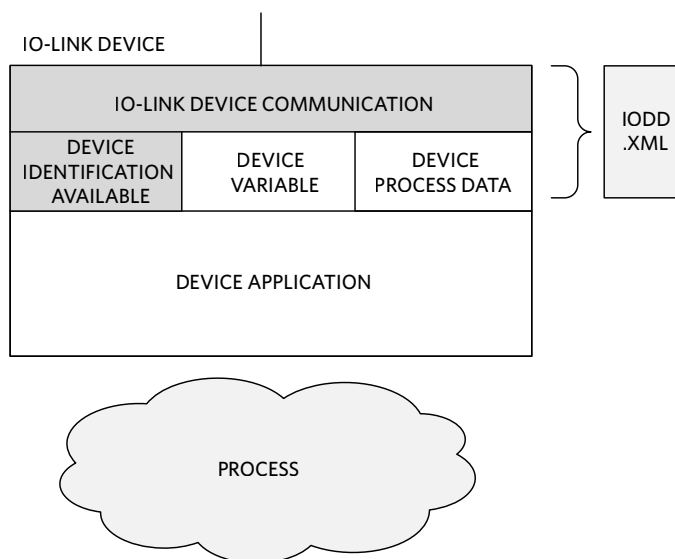 IO-LINK DEVICE
IO-LINK DEVICE COMMUNICATION
DEVICE
IDENTIFICATION
AVAILABLE
DEVICE
VARIABLE
DEVICE
PROCESS DATA
IODD
.XML
DEVICE APPLICATION
PROCESS